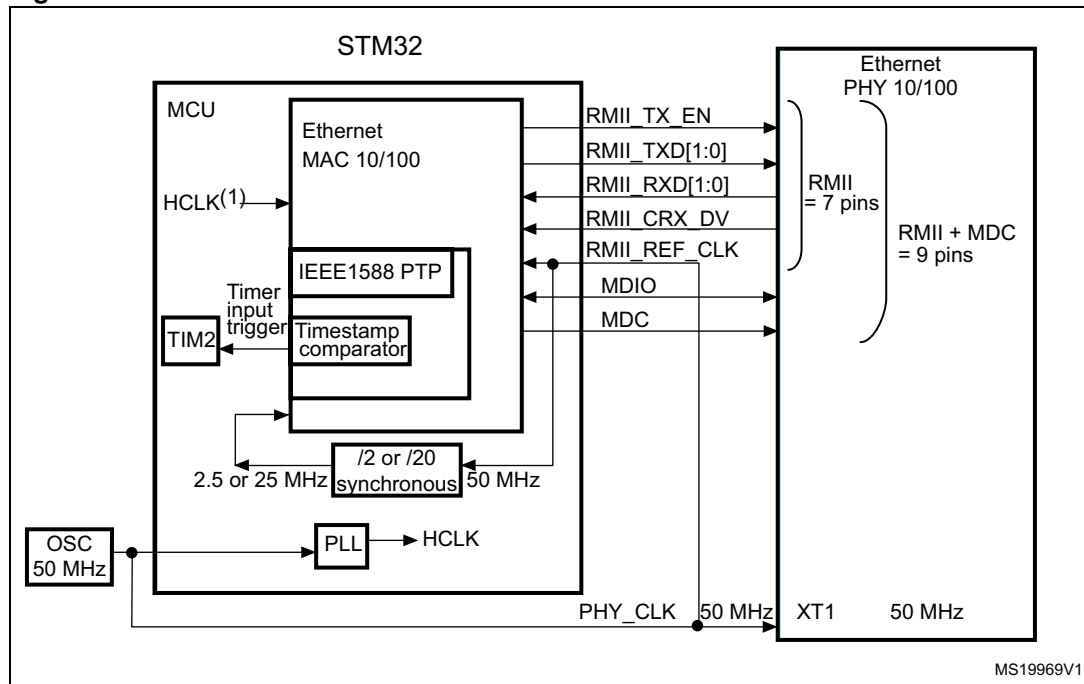 STM32
MCU
Ethernet
MAC 10/100
HCLK(1)
IEEE1588 PTP
Timer
input
trigger
TIM2
Timestamp
comparator
/2 or /20
synchronous
2.5 or 25 MHz
50 MHz
OSC
50 MHz
PLL
HCLK
RMII_TX_EN
RMII_TXD[1:0]
RMII_RXD[1:0]
RMII_CRX_DV
RMII_REF_CLK
MDIO
MDC
PHY_CLK
50 MHz
Ethernet
PHY 10/100
RMII
= 7 pins
RMII + MDC
= 9 pins
XT1
50 MHz
MS19969V1